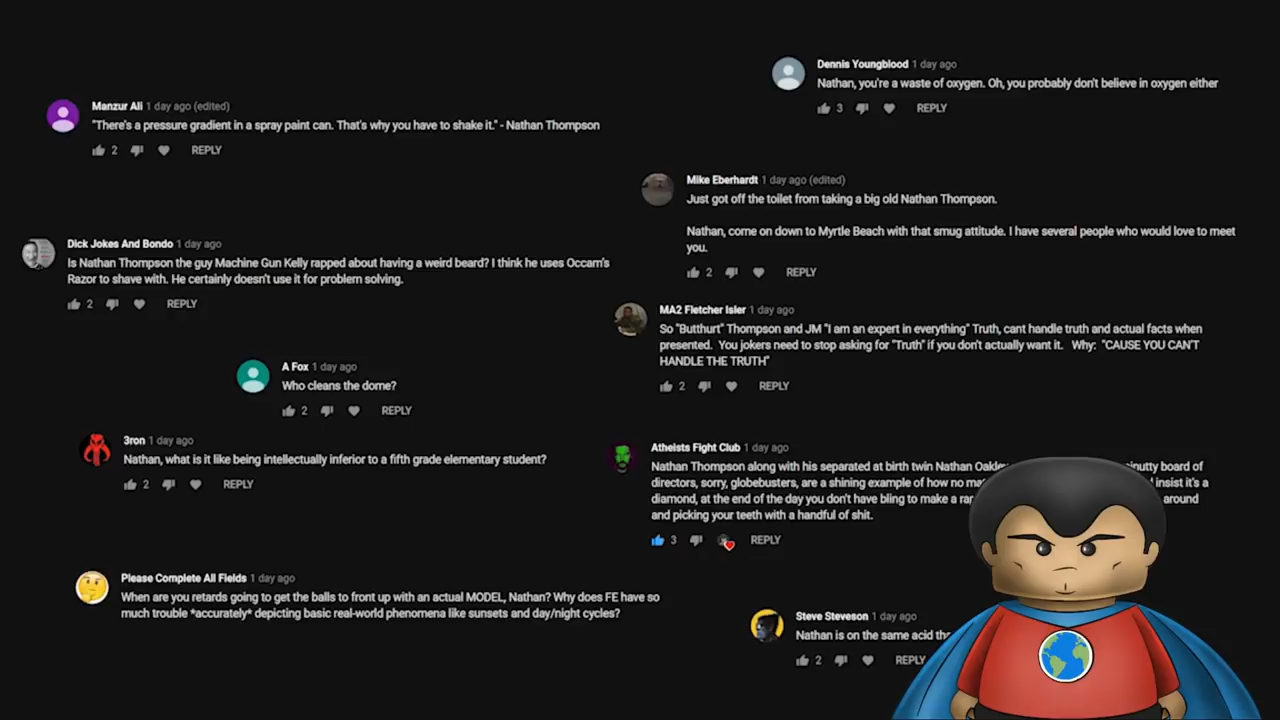 Dennis Youngblood 1 day ago
Nathan, you're a waste of oxygen. Oh, you probably don't believe in oxygen either
3 REPLY
Manzur Ali 1 day ago (edited)
"There's a pressure gradient in a spray paint can. That's why you have to shake it." - Nathan Thompson
2 REPLY
Mike Eberhardt 1 day ago (edited)
Just got off the toilet from taking a big old Nathan Thompson.
Nathan, come on down to Myrtle Beach with that smug attitude. I have several people who would love to meet
you.
2 REPLY
Dick Jokes And Bondo 1 day ago
Is Nathan Thompson the guy Machine Gun Kelly rapped about having a weird beard? I think he uses Occam's
Razor to shave with. He certainly doesn't use it for problem solving.
2 REPLY
MA2 Fletcher Isler 1 day ago
So "Butthurt" Thompson and JM "I am an expert in everything" Truth, cant handle truth and actual facts when
presented. You jokers need to stop asking for "Truth" if you don't actually want it. Why: "CAUSE YOU CAN'T
HANDLE THE TRUTH"
2 REPLY
A Fox 1 day ago
Who cleans the dome?
2 REPLY
3ron 1 day ago
Nathan, what is it like being intellectually inferior to a fifth grade elementary student?
2 REPLY
Atheists Fight Club 1 day ago
Nathan Thompson along with his separated at birth twin Nathan board of
directors, sorry, globebusters, are a shining example of how no insist it's a
diamond, at the end of the day you don't have bling to make a around
and picking your teeth with a handful of shit.
3 REPLY
Please Complete All Fields 1 day ago
When are you retards going to get the balls to front up with an actual MODEL, Nathan? Why does FE have so
much trouble *accurately* depicting basic real-world phenomena like sunsets and day/night cycles?
Steve Steveson 1 day ago
Nathan is on the same acid
2 REPLY